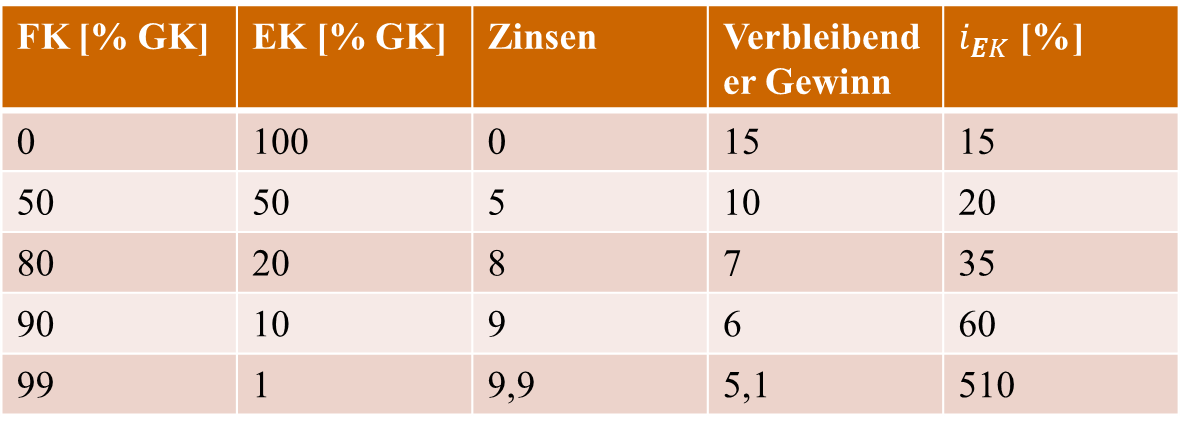 FK [% GK] EK [% GK] Zinsen Verbleibend
er Gewinn i_EK [%]
0 100 0 15 15
50 50 5 10 20
80 20 8 7 35
90 10 9 6 60
99 1 9,9 5,1 510